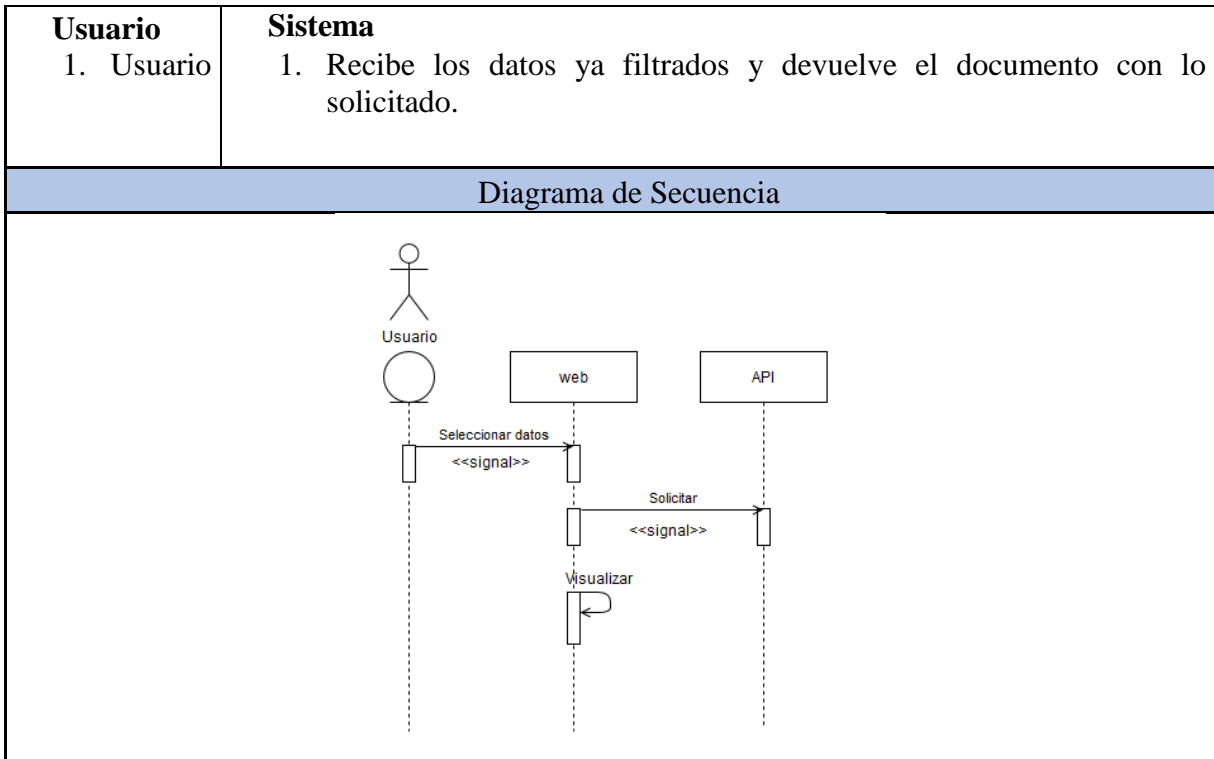 Usuario
1. Usuario
Sistema
1. Recibe los datos ya filtrados y devuelve el documento con lo
solicitado.
Diagrama de Secuencia
Usuario
web
API
Seleccionar datos
<<signal>>
Solicitar
<<signal>>
Visualizar